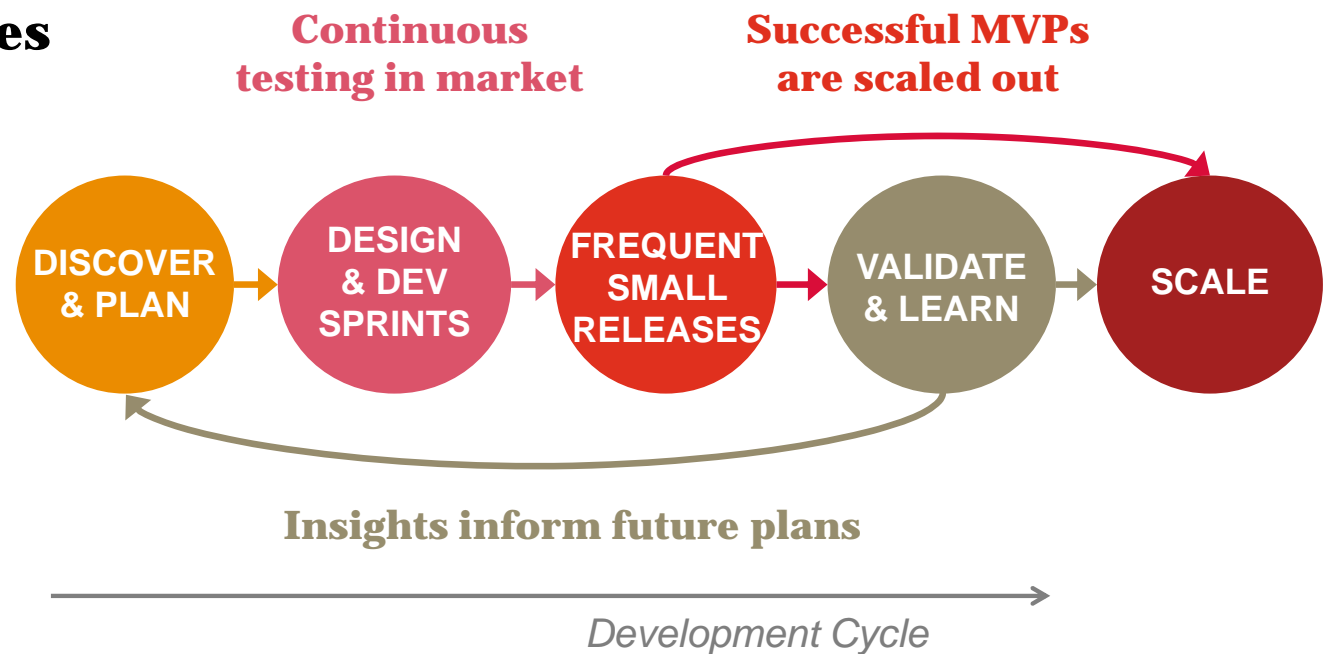 es
Continuous
testing in market
Successful MVPs
are scaled out
DISCOVER
& PLAN
DESIGN
& DEV
SPRINTS
FREQUENT
SMALL
RELEASES
VALIDATE
& LEARN
SCALE
Insights inform future plans
Development Cycle